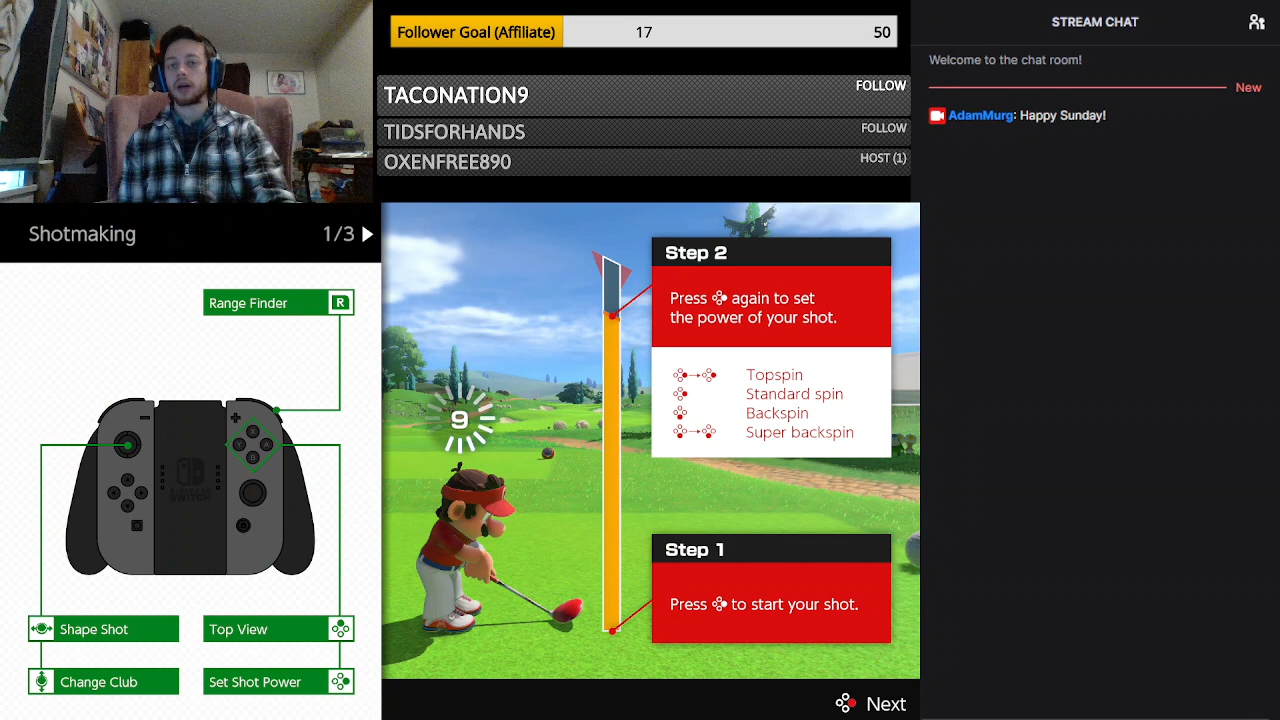 Follower Goal (Affiliate) 17 50
TACONATION9 FOLLOW
TIDSFORHANDS FOLLOW
OXENFREE890 HOST (1)
STREAM CHAT
Welcome to the chat room!
New
AdamMurg: Happy Sunday!
Shotmaking 1/3
Range Finder R
+
X
Y A
B
SWITCH
Shape Shot
Top View
Change Club
Set Shot Power
9
Step 2
Press again to set
the power of your shot.
Topspin
Standard spin
Backspin
Super backspin
Step 1
Press to start your shot.
Next